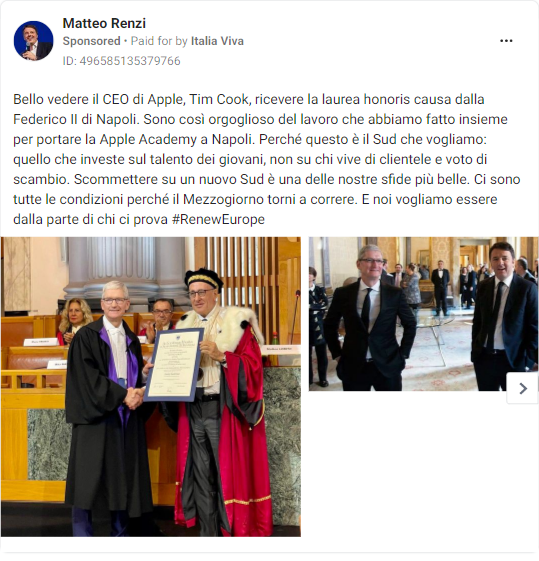 Matteo Renzi
Sponsored • Paid for by Italia Viva
ID: 496585135379766
Bello vedere il CEO di Apple, Tim Cook, ricevere la laurea honoris causa dalla
Federico II di Napoli. Sono così orgoglioso del lavoro che abbiamo fatto insieme
per portare la Apple Academy a Napoli. Perché questo è il Sud che vogliamo:
quello che investe sul talento dei giovani, non su chi vive di clientele e voto di
scambio. Scommettere su un nuovo Sud è una delle nostre sfide più belle. Ci sono
tutte le condizioni perché il Mezzogiorno torni a correre. E noi vogliamo essere
dalla parte di chi ci prova #RenewEurope